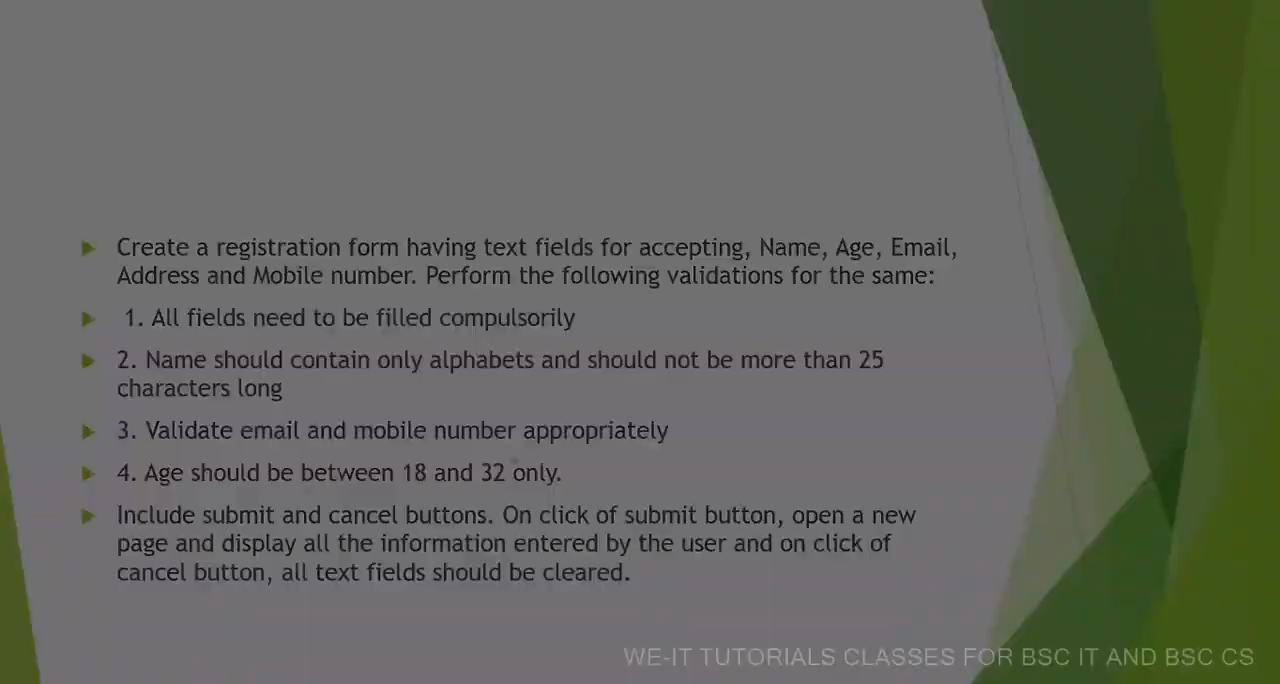 Create a registration form having text fields for accepting, Name, Age, Email,
Address and Mobile number. Perform the following validations for the same:
1. All fields need to be filled compulsorily
2. Name should contain only alphabets and should not be more than 25
characters long
3. Validate email and mobile number appropriately
4. Age should be between 18 and 32 only.
Include submit and cancel buttons. On click of submit button, open a new
page and display all the information entered by the user and on click of
cancel button, all text fields should be cleared.
WE-IT TUTORIALS CLASSES FOR BSC IT AND BSC CS